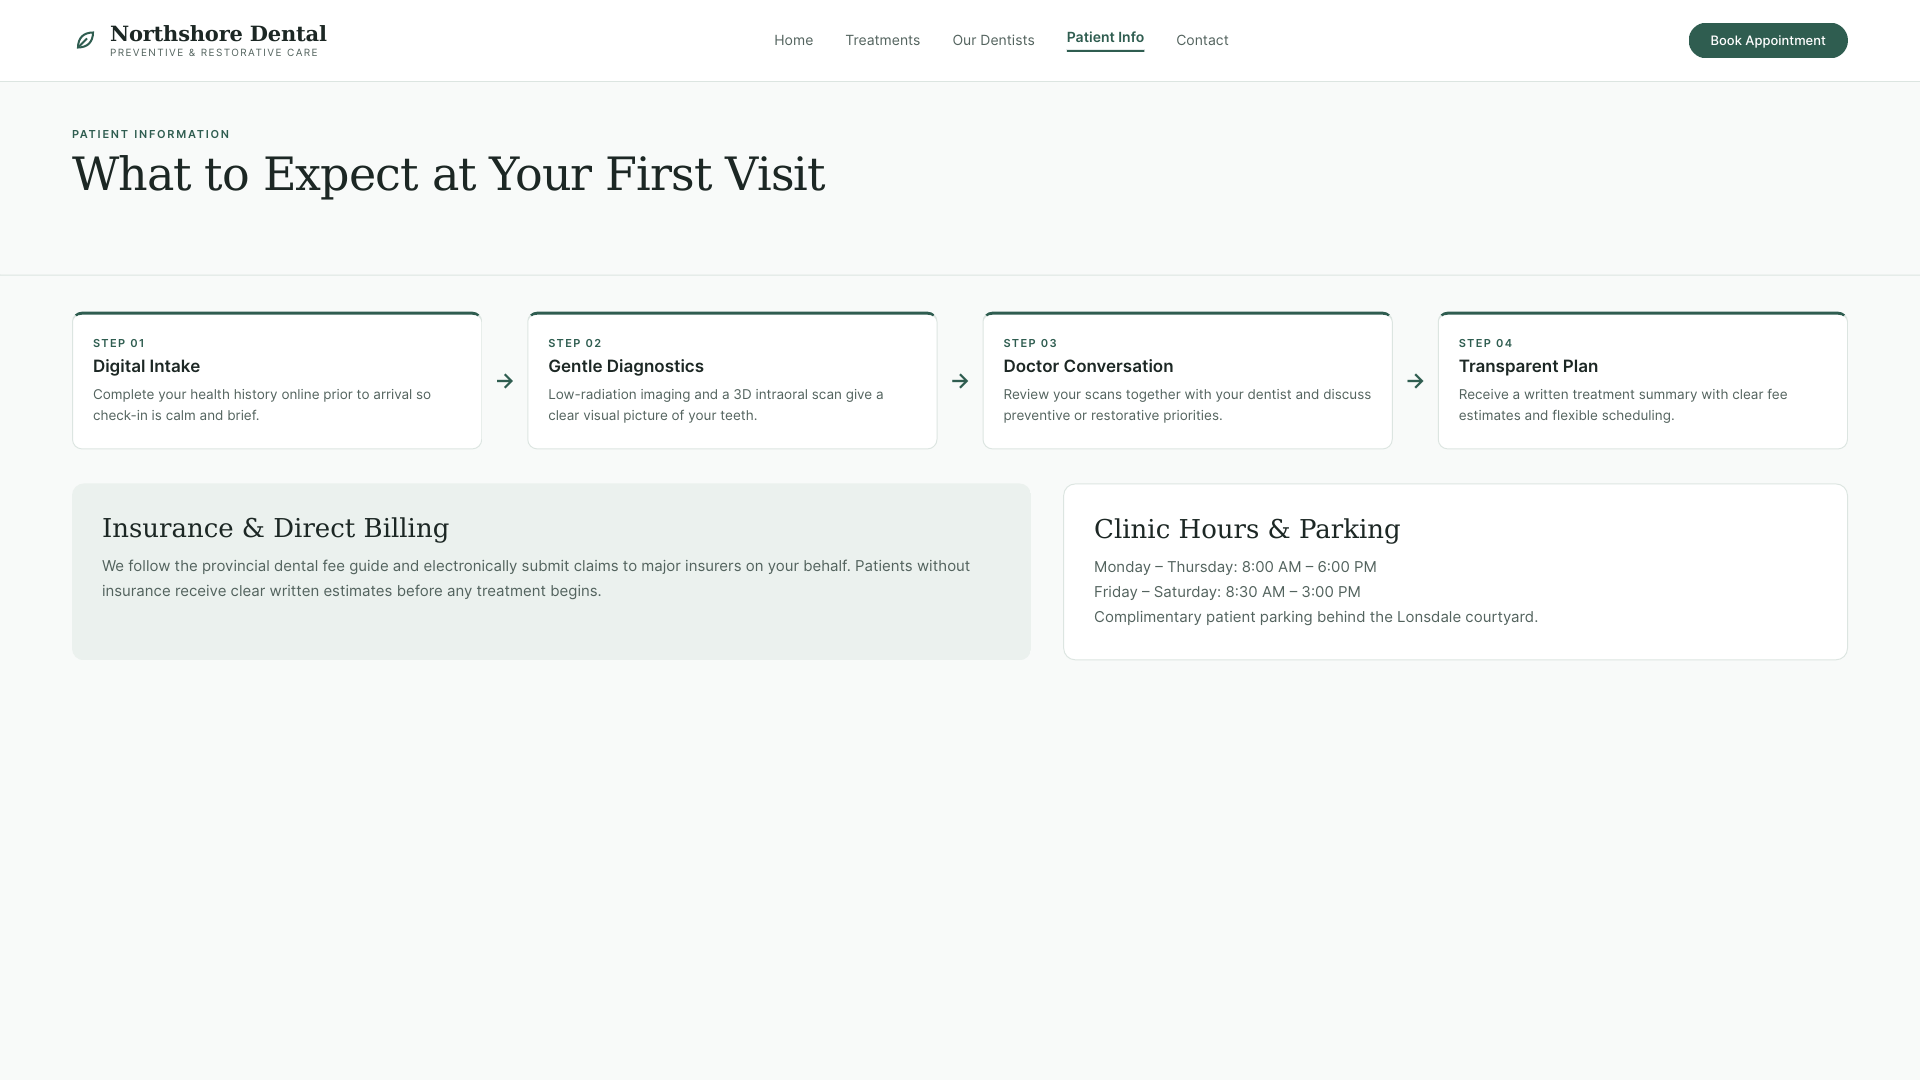 Northshore Dental
PREVENTIVE & RESTORATIVE CARE
Home
Treatments
Our Dentists
Patient Info
Contact
Book Appointment
PATIENT INFORMATION
What to Expect at Your First Visit
STEP 01
Digital Intake
Complete your health history online prior to arrival so
check-in is calm and brief.
STEP 02
Gentle Diagnostics
Low-radiation imaging and a 3D intraoral scan give a
clear visual picture of your teeth.
STEP 03
Doctor Conversation
Review your scans together with your dentist and discuss
preventive or restorative priorities.
STEP 04
Transparent Plan
Receive a written treatment summary with clear fee
estimates and flexible scheduling.
Insurance & Direct Billing
We follow the provincial dental fee guide and electronically submit claims to major insurers on your behalf. Patients without
insurance receive clear written estimates before any treatment begins.
Clinic Hours & Parking
Monday – Thursday: 8:00 AM – 6:00 PM
Friday – Saturday: 8:30 AM – 3:00 PM
Complimentary patient parking behind the Lonsdale courtyard.